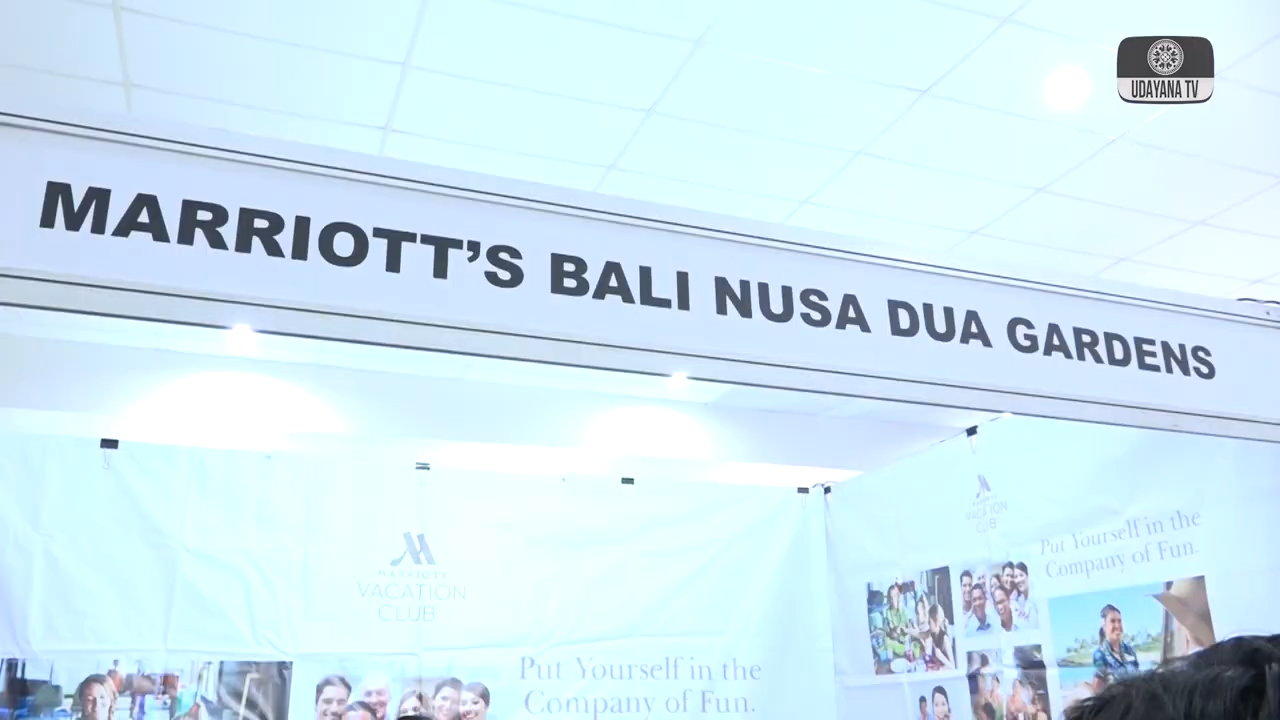 UDAYANA TV
MARRIOTT'S BALI NUSA DUA GARDENS
MARRIOTT
VACATION
CLUB
Put Yourself in the
Company of Fun.
MARRIOTT
VACATION
CLUB
Put Yourself in the
Company of Fun.